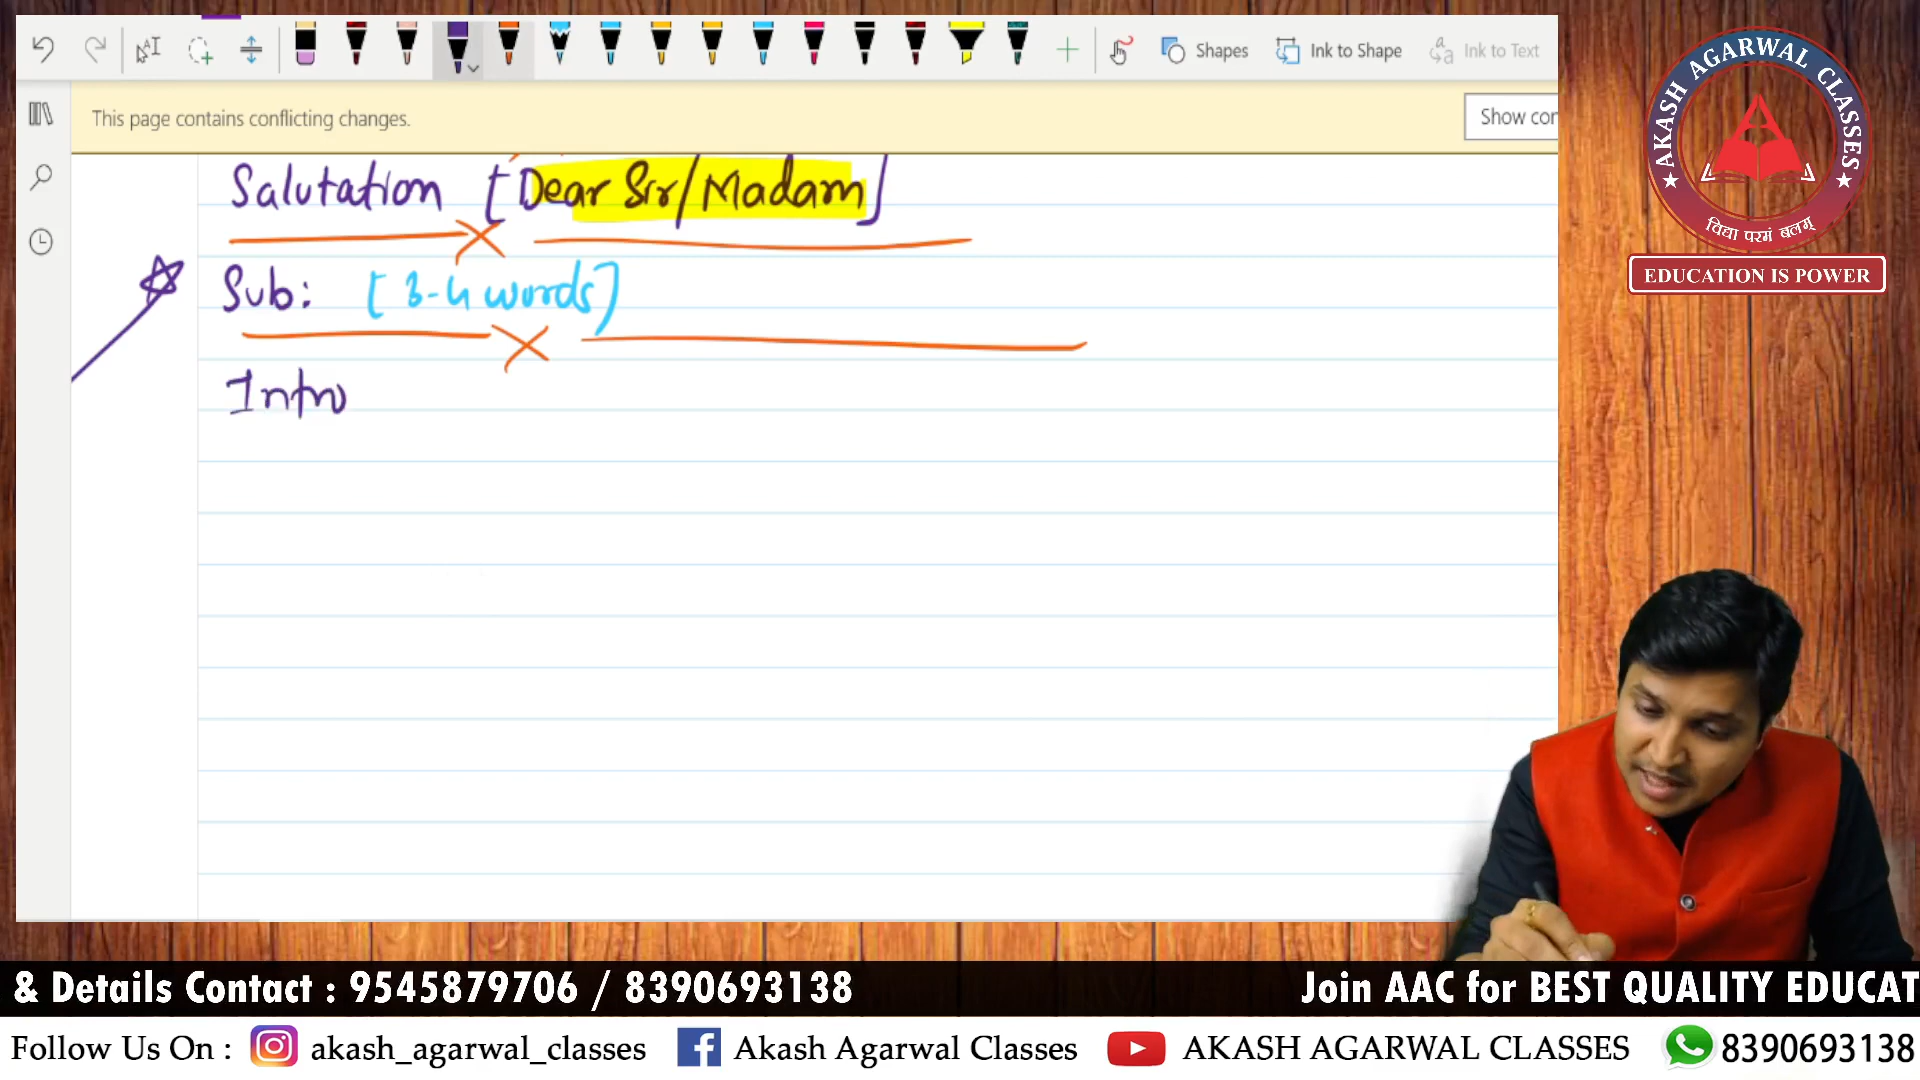 Shapes
Ink to Shape
Ink to Text
This page contains conflicting changes.
Show con
Salutation [Dear Sir/Madam]
Sub: [3-4 words]
Intro
AKASH AGARWAL CLASSES
विद्या परमं बलम्
EDUCATION IS POWER
& Details Contact : 9545879706 / 8390693138
Join AAC for BEST QUALITY EDUCAT
Follow Us On : akash_agarwal_classes Akash Agarwal Classes AKASH AGARWAL CLASSES 8390693138